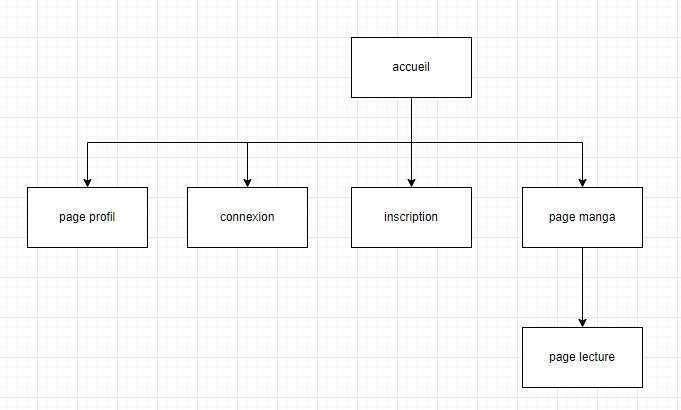 accueil
page profil
connexion
inscription
page manga
page lecture